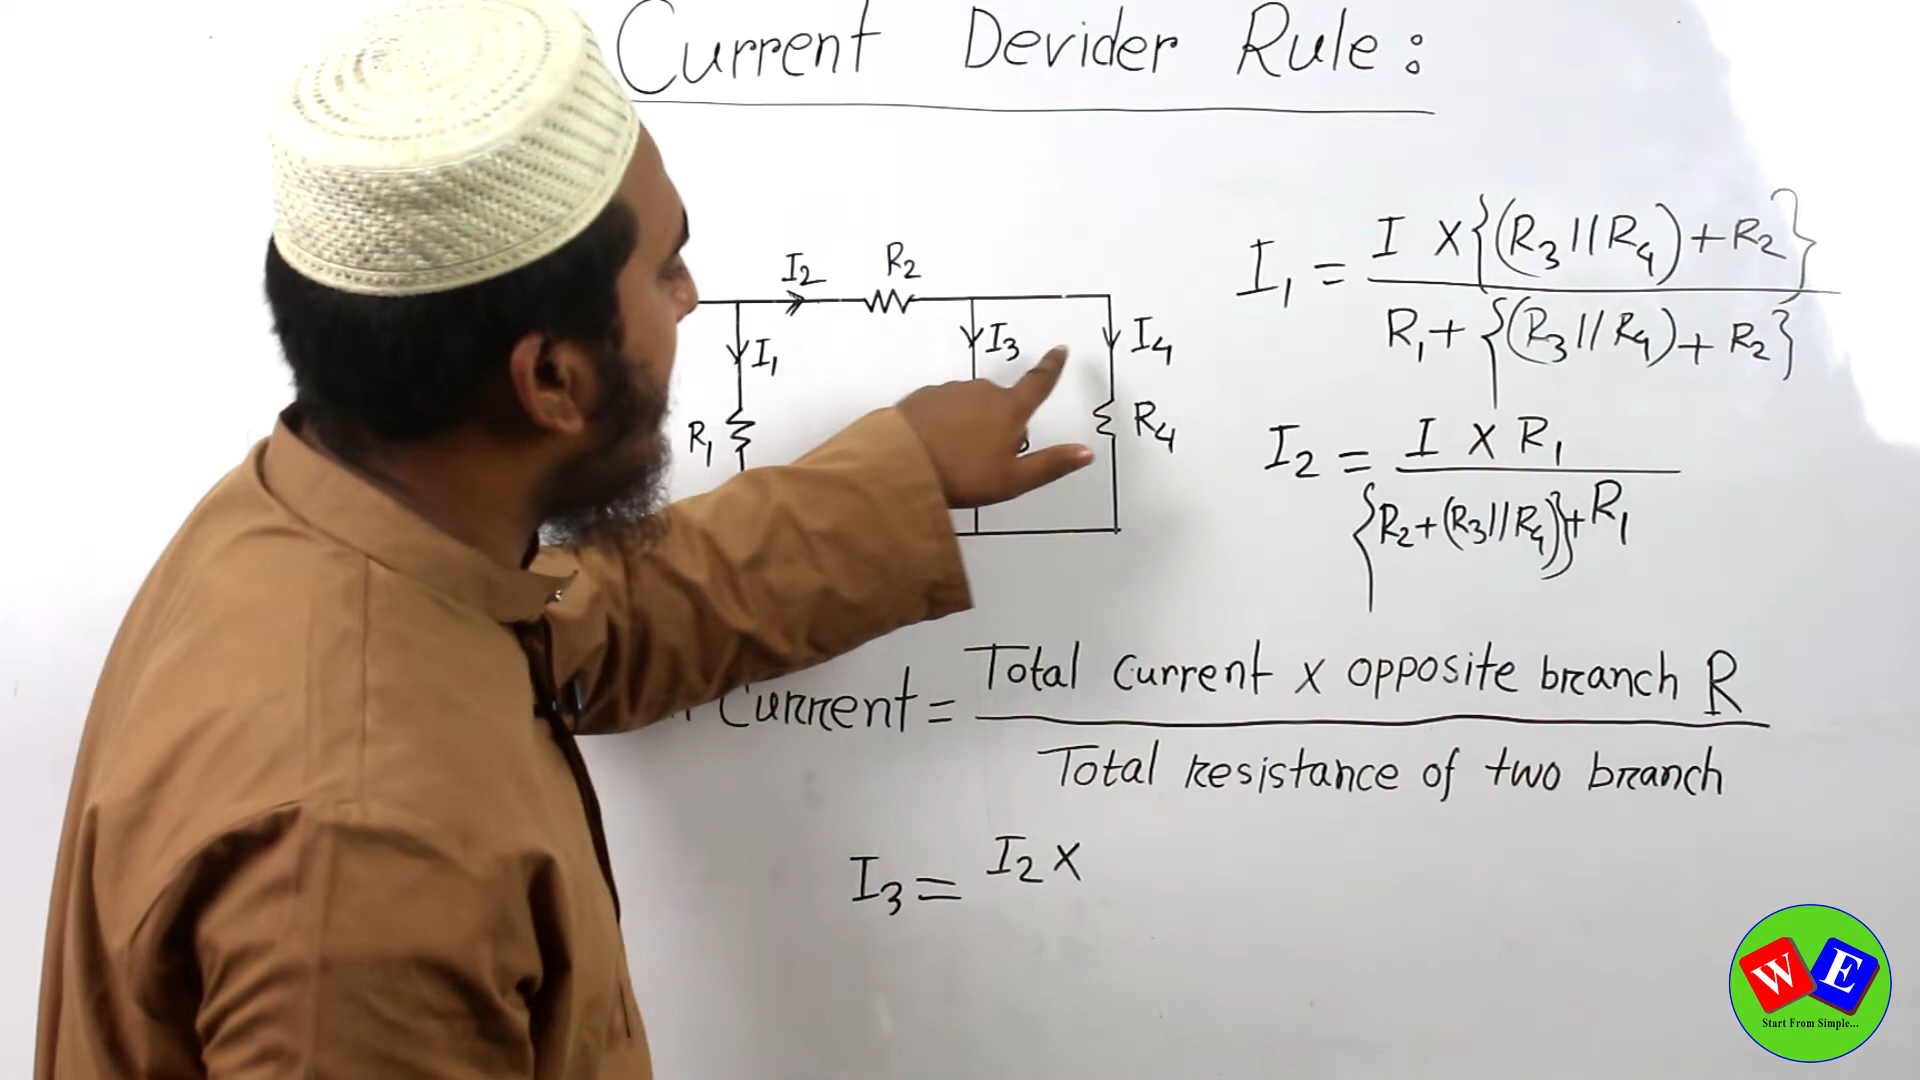 Current Devider Rule:
I2 R2
I1 I3 I4
R1 R4
I1 = I X {(R3 // R4) + R2}
R1 + {(R3 // R4) + R2}
I2 = I X R1
{R2 + (R3 // R4)} + R1
Current = Total Current x opposite branch R
Total resistance of two branch
I3 = I2 X
W E
Start From Simple...